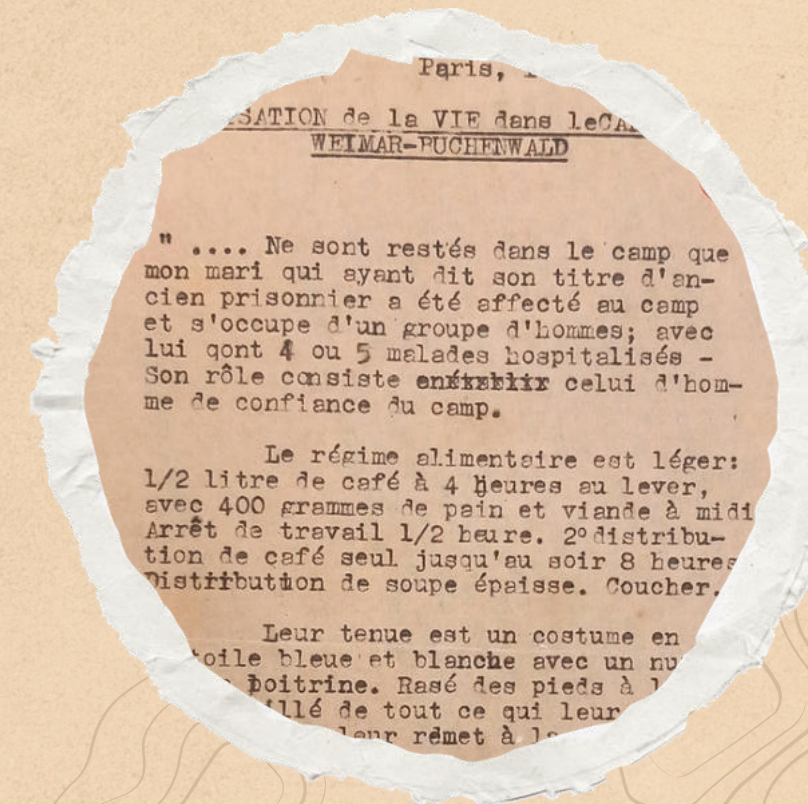 Paris,
SATION de la VIE dans leCA
WEIMAR-BUCHENWALD
" .... Ne sont restés dans le camp que
mon mari qui ayant dit son titre d'an-
cien prisonnier a été affecté au camp
et s'occupe d'un groupe d'hommes; avec
lui qont 4 ou 5 malades hospitalisés -
Son rôle consiste celui d'hom-
me de confiance du camp.
Le régime alimentaire est léger:
1/2 litre de café à 4 heures au lever,
avec 400 grammes de pain et viande à midi
Arrêt de travail 1/2 heure. 2° distribu-
tion de café seul jusqu'au soir 8 heures
Distribution de soupe épaisse. Coucher.
Leur tenue est un costume en
toile bleue et blanche avec un nu
poitrine. Rasé des pieds à l
illé de tout ce qui leur
leur remet à la